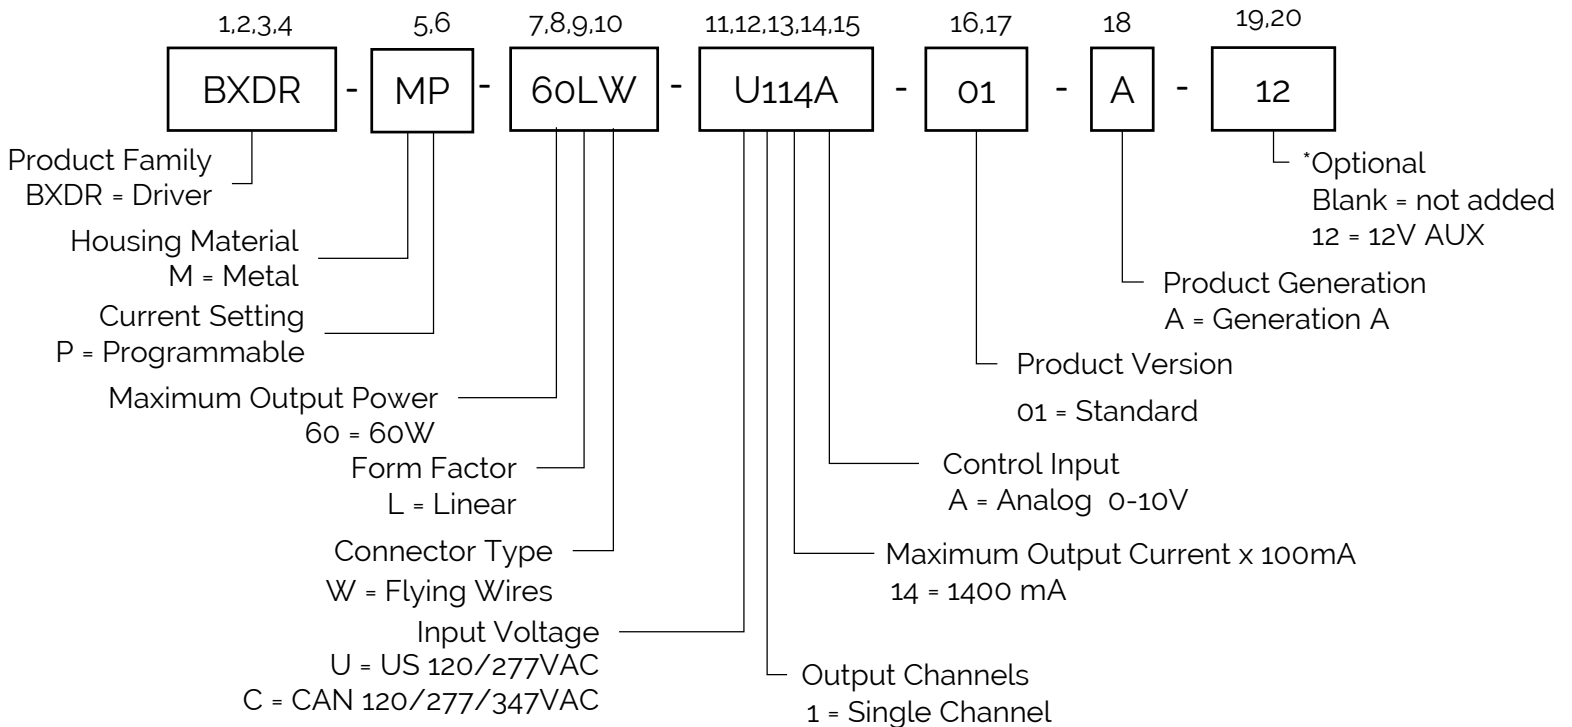 1,2,3,4 5,6 7,8,9,10 11,12,13,14,15 16,17 18 19,20
BXDR - MP - 60LW - U114A - 01 - A - 12
Product Family
BXDR = Driver
Housing Material
M = Metal
Current Setting
P = Programmable
Maximum Output Power
60 = 60W
Form Factor
L = Linear
Connector Type
W = Flying Wires
Input Voltage
U = US 120/277VAC
C = CAN 120/277/347VAC
Output Channels
1 = Single Channel
Maximum Output Current x 100mA
14 = 1400 mA
Control Input
A = Analog 0-10V
Product Version
01 = Standard
Product Generation
A = Generation A
*Optional
Blank = not added
12 = 12V AUX